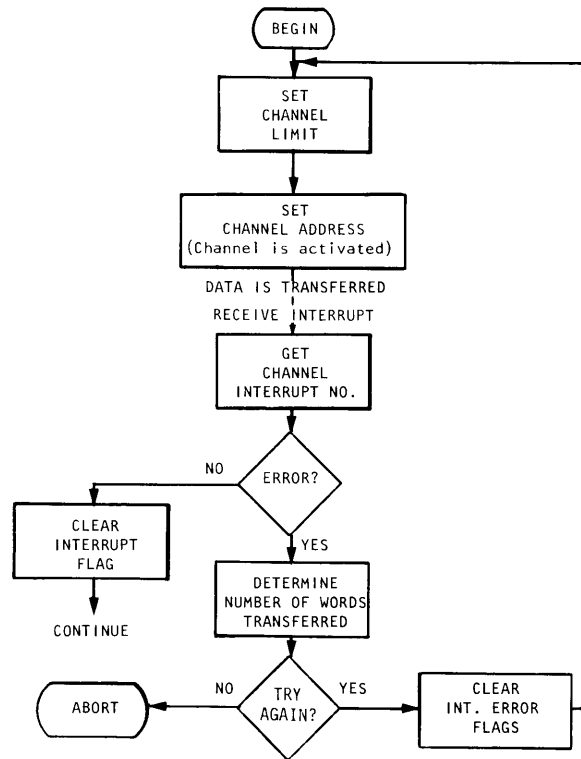 BEGIN
SET
CHANNEL
LIMIT
SET
CHANNEL ADDRESS
(Channel is activated)
DATA IS TRANSFERRED
RECEIVE INTERRUPT
GET
CHANNEL
INTERRUPT NO.
ERROR?
NO
YES
CLEAR
INTERRUPT
FLAG
CONTINUE
DETERMINE
NUMBER OF WORDS
TRANSFERRED
TRY
AGAIN?
NO
YES
ABORT
CLEAR
INT. ERROR
FLAGS